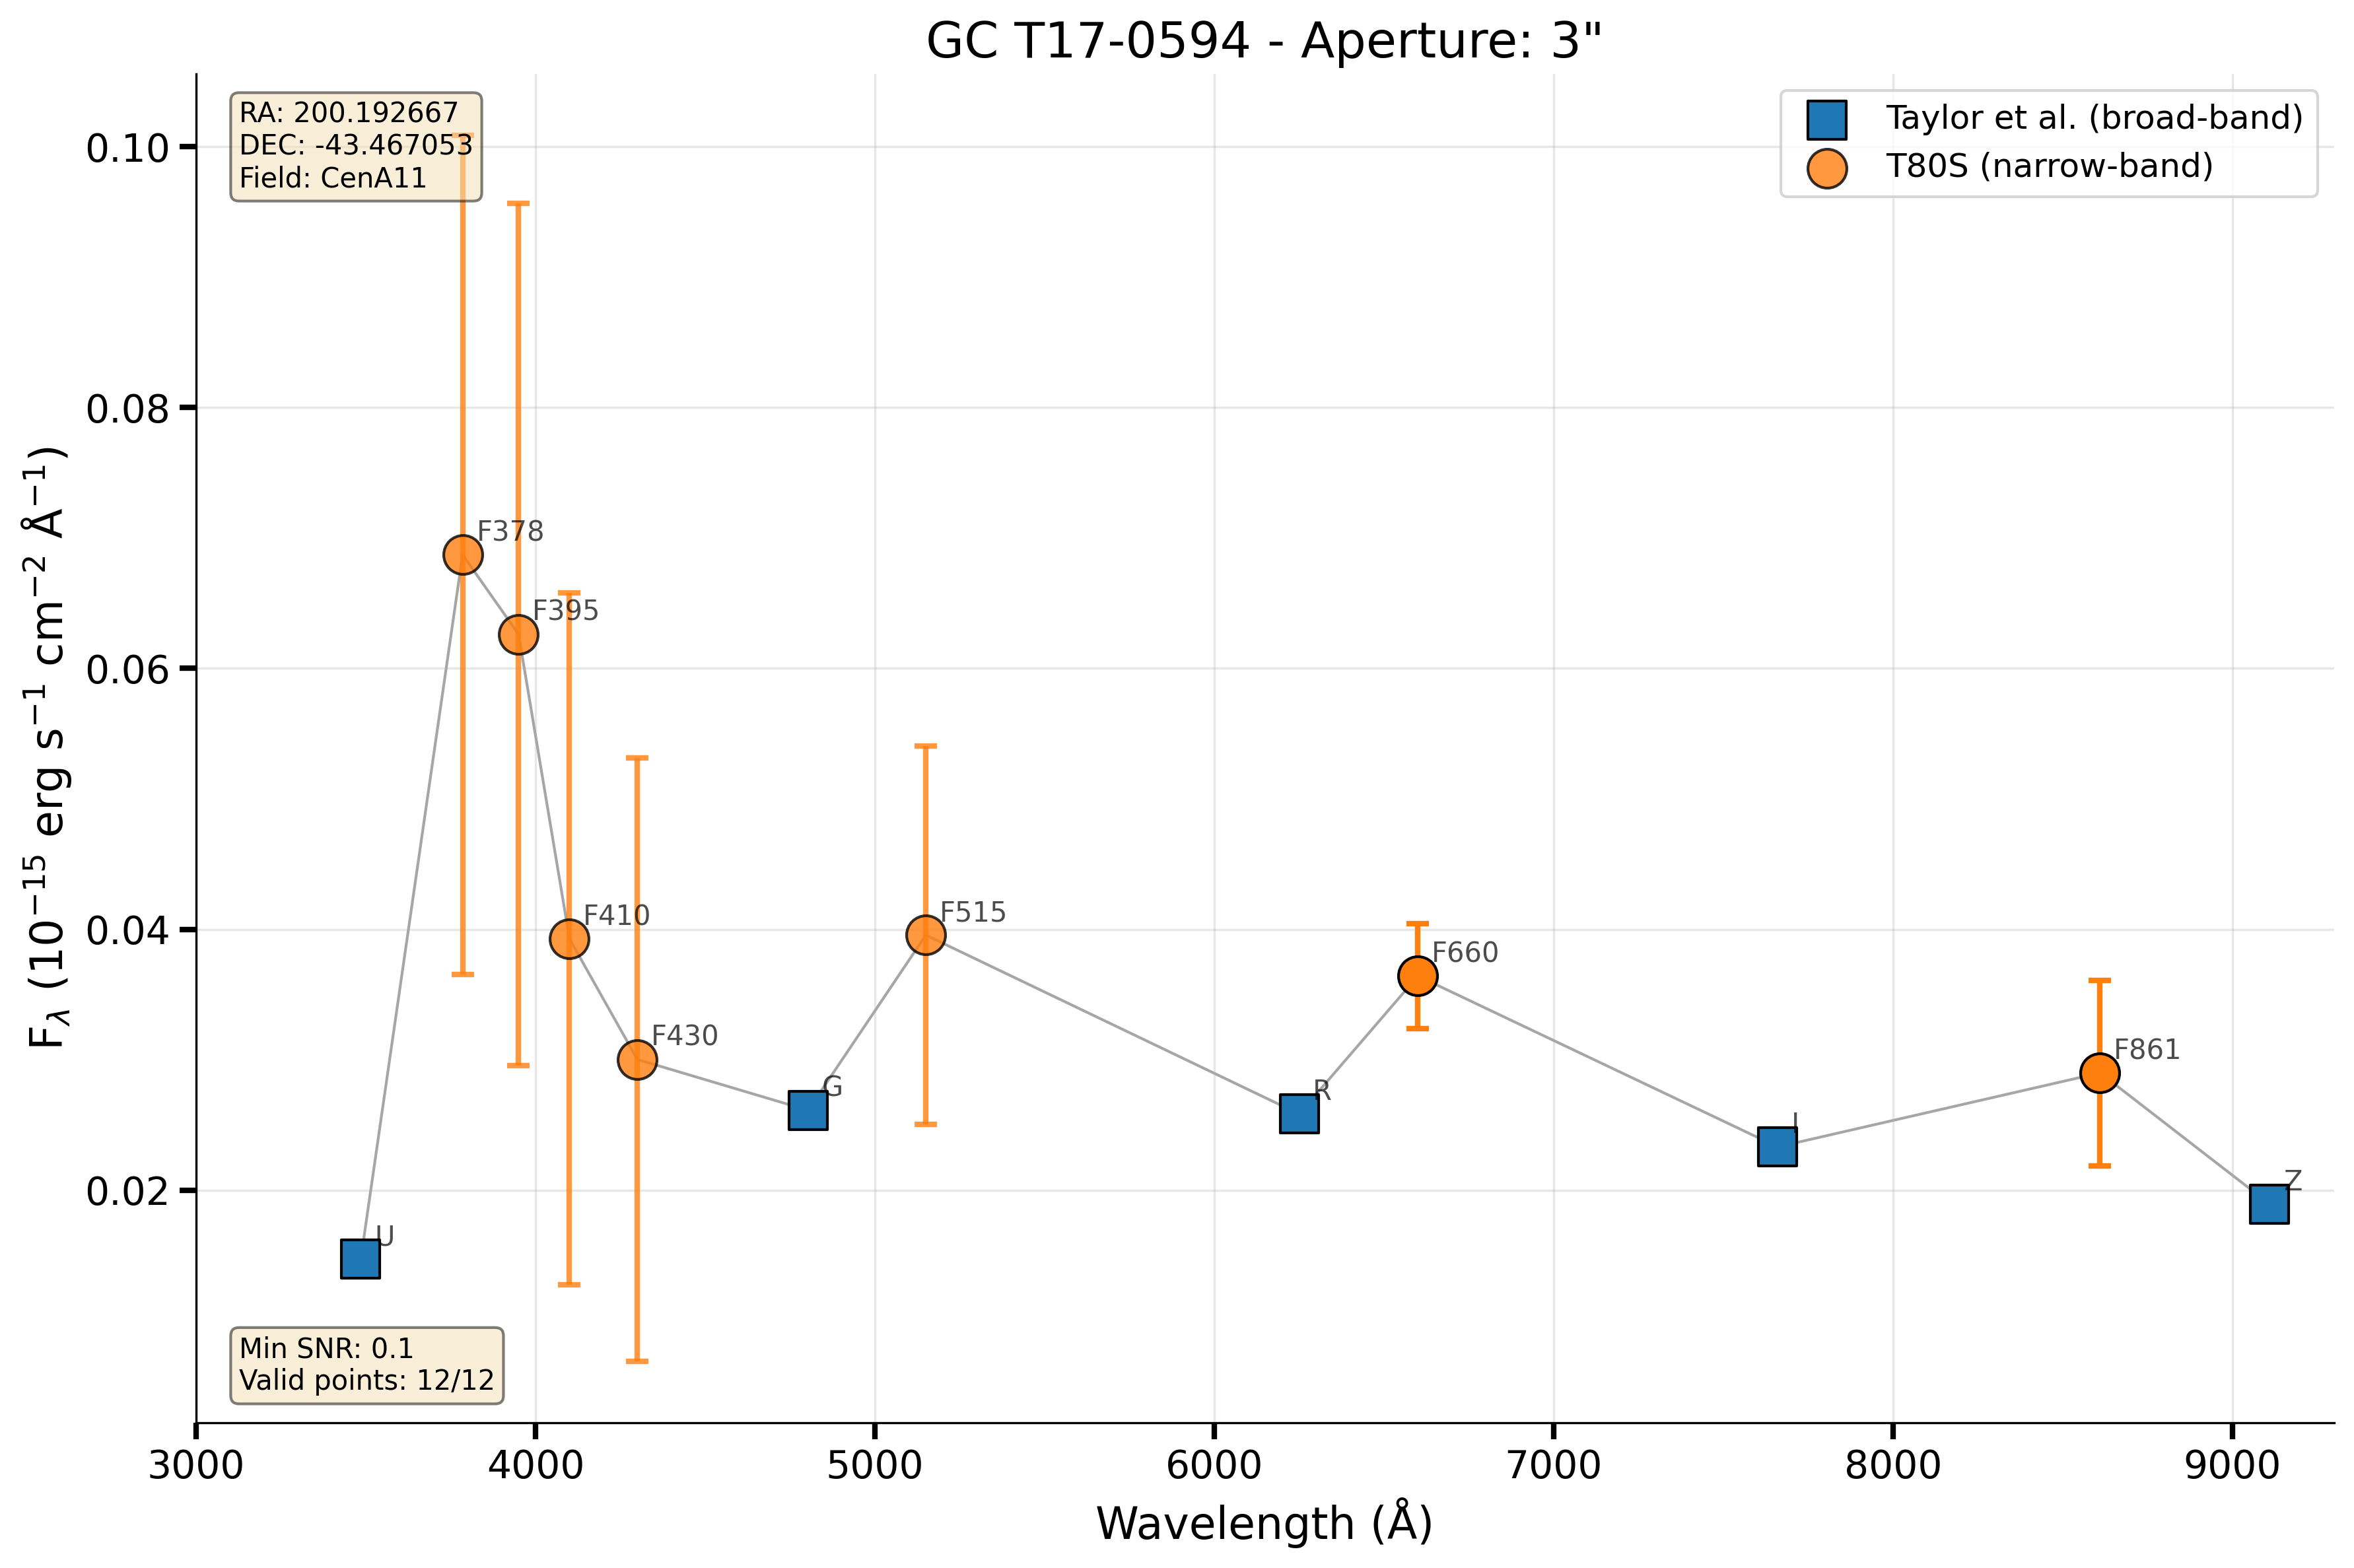 GC T17-0594 - Aperture: 3"
RA: 200.192667
DEC: -43.467053
Field: CenA11
Taylor et al. (broad-band)
T80S (narrow-band)
0.10
0.08
0.06
0.04
0.02
F_λ (10⁻¹⁵ erg s⁻¹ cm⁻² Å⁻¹)
F378
F395
F410
F430
F515
F660
F861
U
G
R
I
Z
Min SNR: 0.1
Valid points: 12/12
3000 4000 5000 6000 7000 8000 9000
Wavelength (Å)